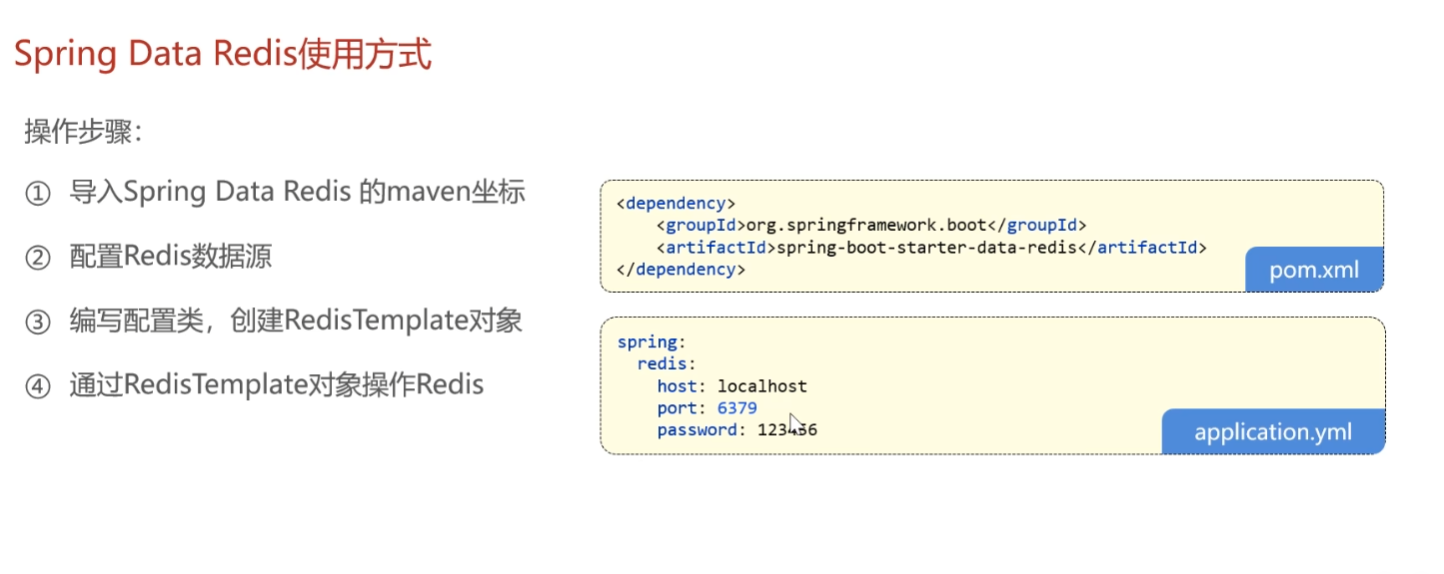 Spring Data Redis使用方式
操作步骤：
① 导入Spring Data Redis 的maven坐标
② 配置Redis数据源
③ 编写配置类，创建RedisTemplate对象
④ 通过RedisTemplate对象操作Redis
<dependency>
    <groupId>org.springframework.boot</groupId>
    <artifactId>spring-boot-starter-data-redis</artifactId>
</dependency>
pom.xml
spring:
  redis:
    host: localhost
    port: 6379
    password: 123456
application.yml